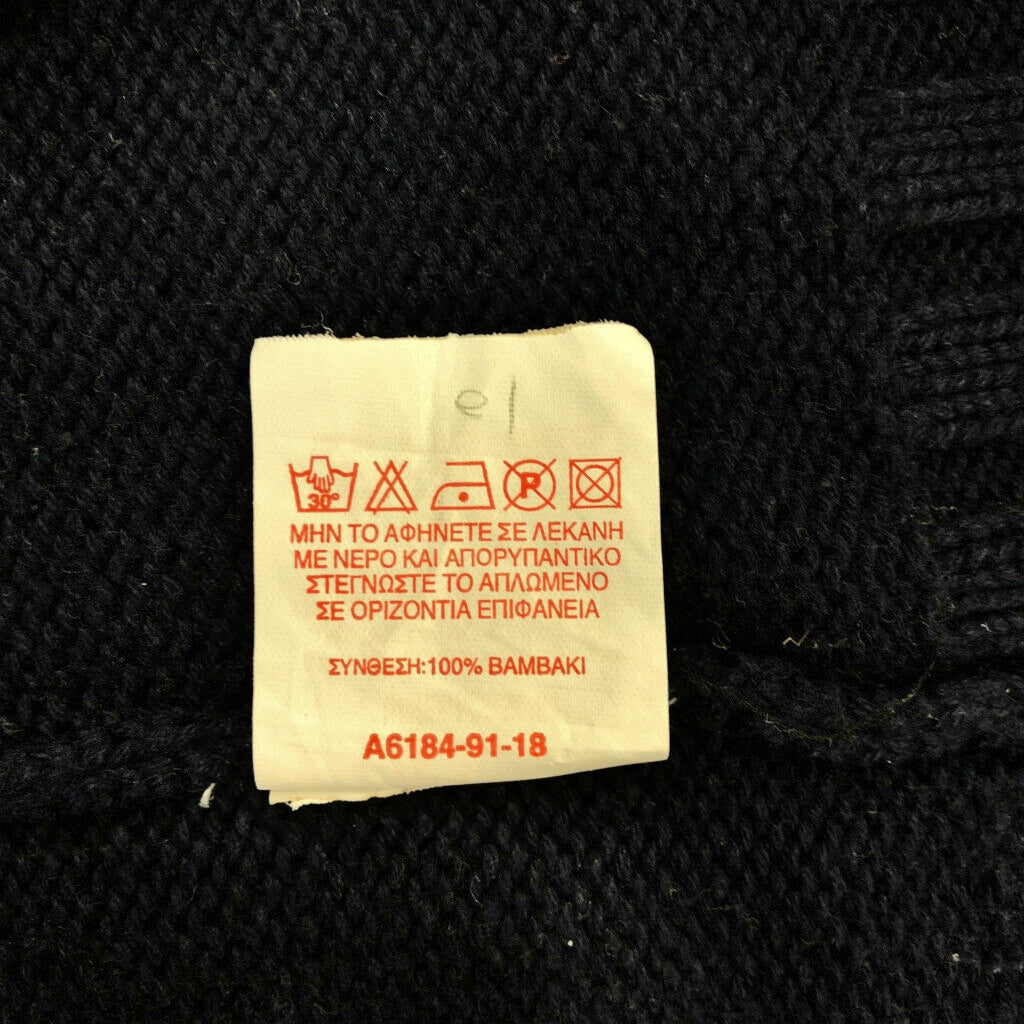 30°
P
ΜΗΝ ΤΟ ΑΦΗΝΕΤΕ ΣΕ ΛΕΚΑΝΗ
ΜΕ ΝΕΡΟ ΚΑΙ ΑΠΟΡΥΠΑΝΤΙΚΟ
ΣΤΕΓΝΩΣΤΕ ΤΟ ΑΠΛΩΜΕΝΟ
ΣΕ ΟΡΙΖΟΝΤΙΑ ΕΠΙΦΑΝΕΙΑ
ΣΥΝΘΕΣΗ:100% ΒΑΜΒΑΚΙ
A6184-91-18